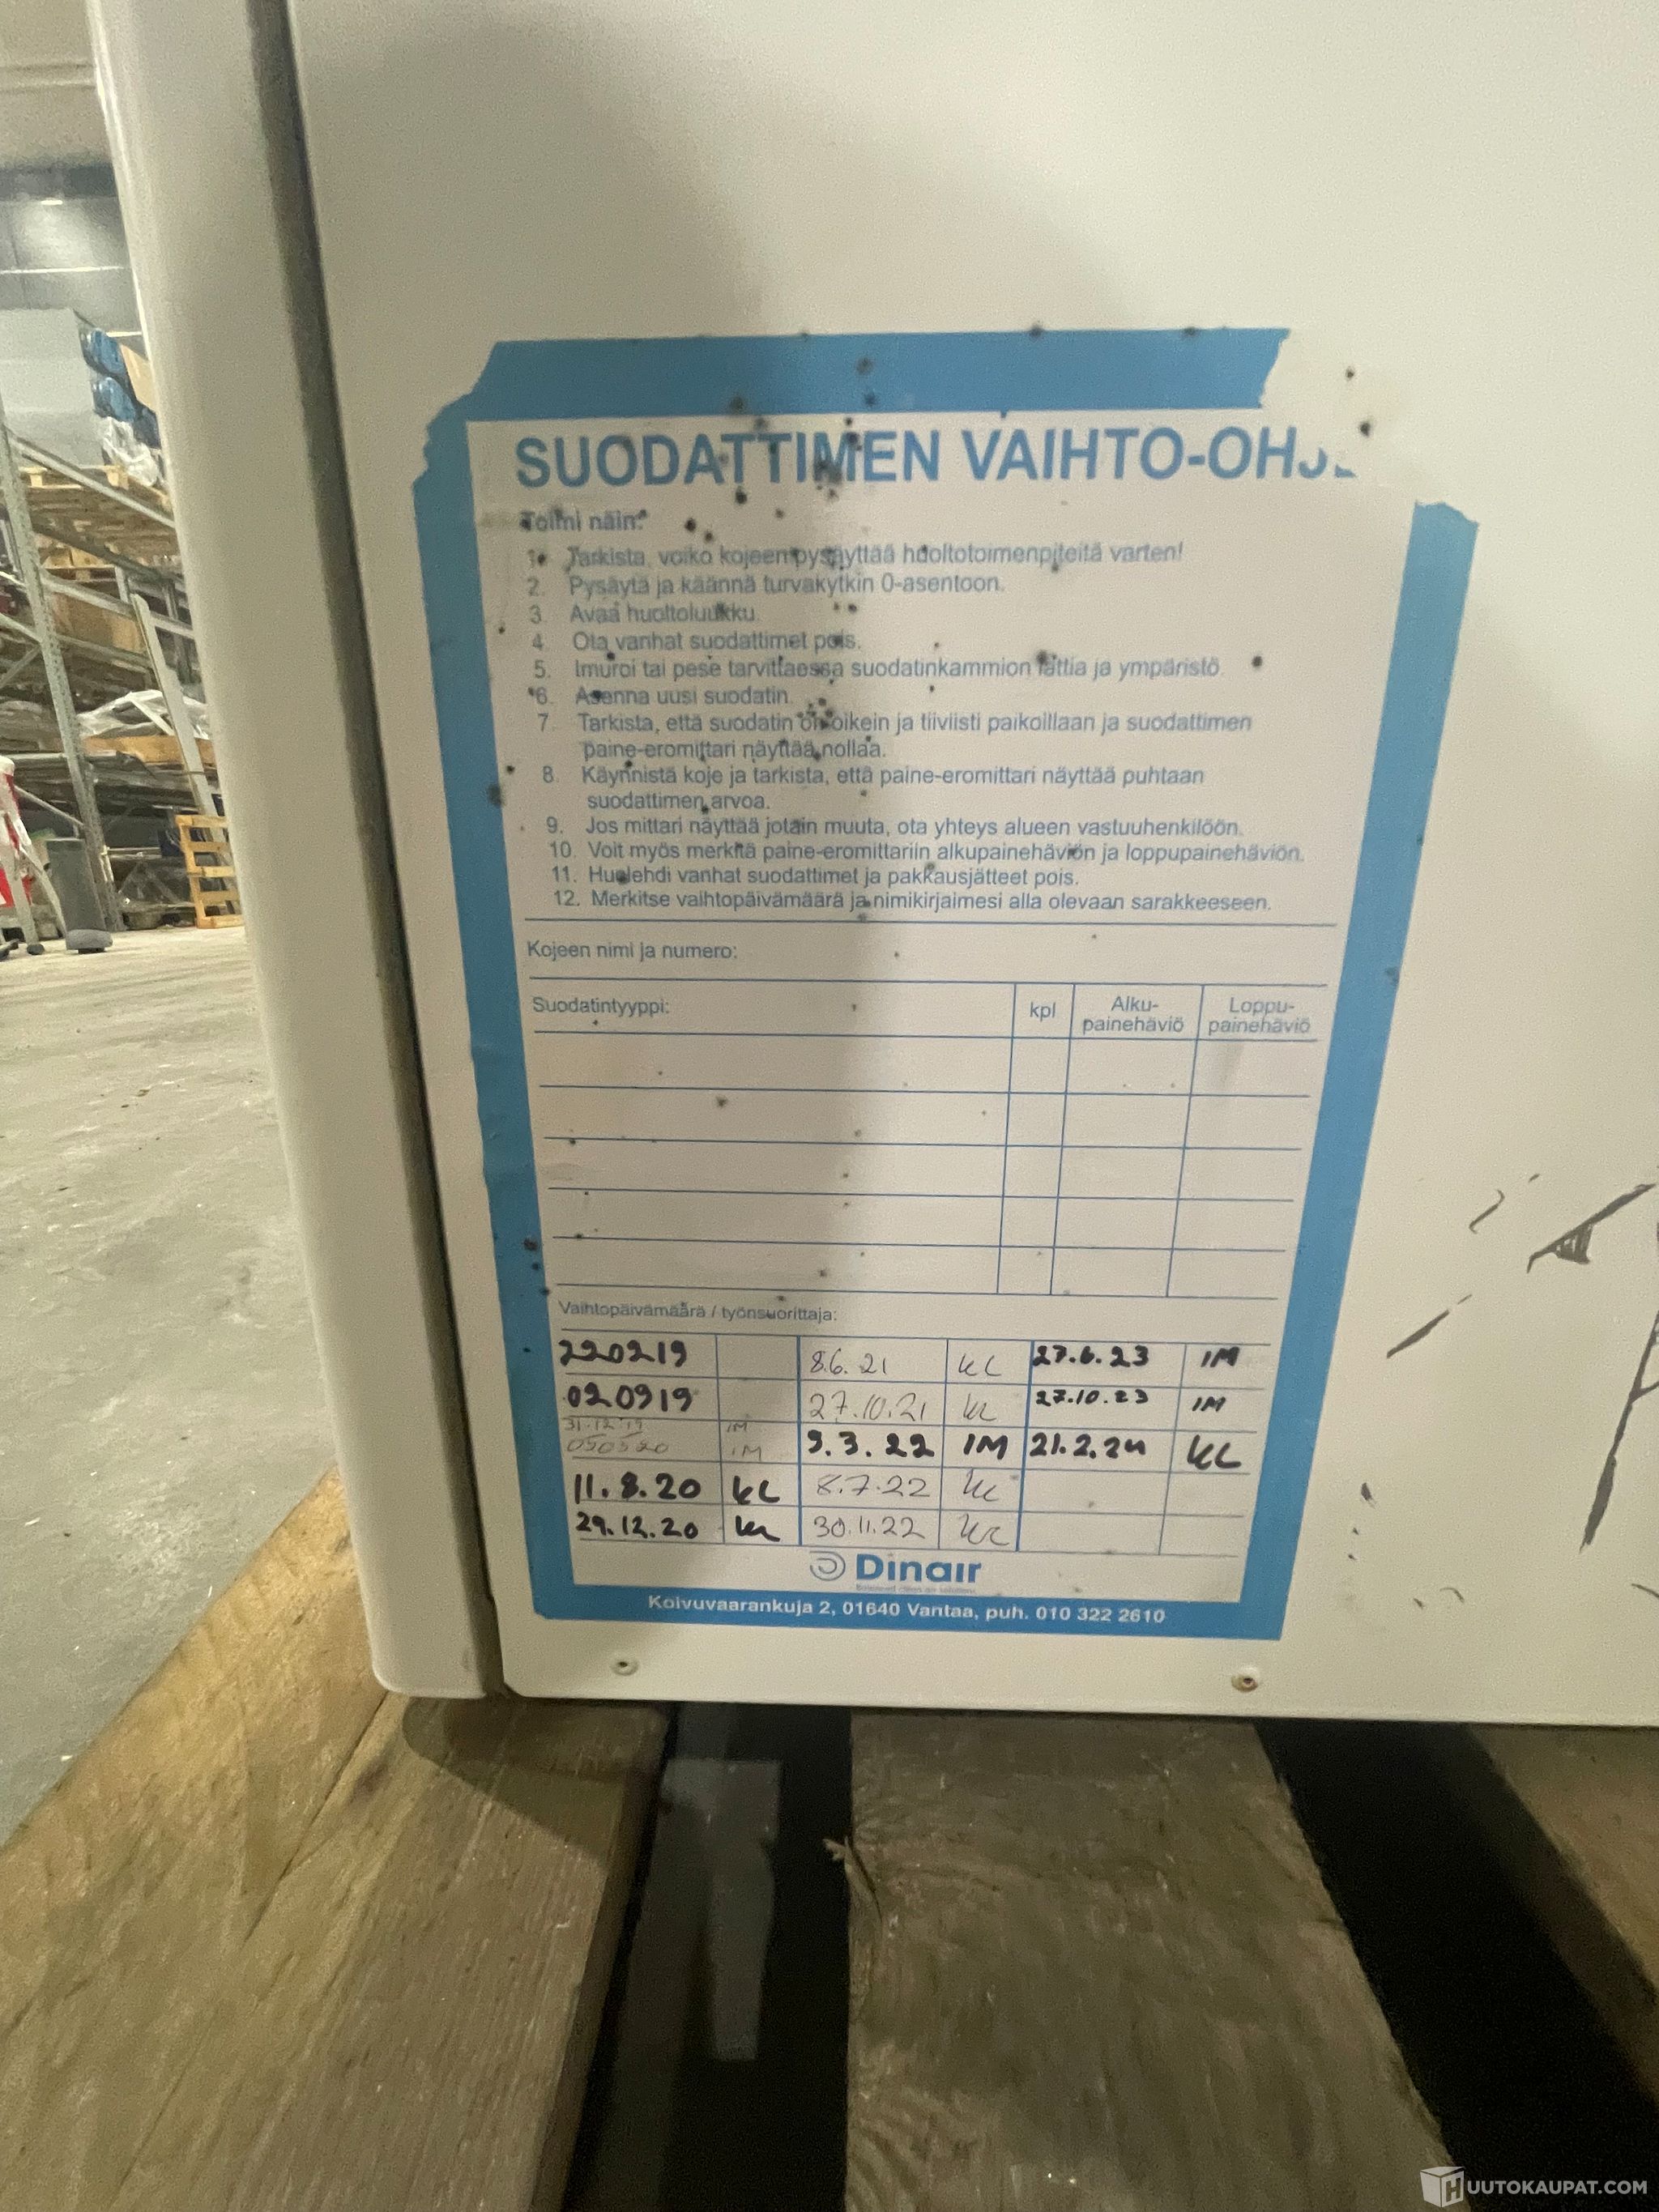 SUODATTIMEN VAIHTO-OHJE
Toimi näin:
1. Tarkista, voiko kojeen pysäyttää huoltotoimenpiteitä varten!
2. Pysäytä ja käännä turvakytkin 0-asentoon.
3. Avaa huoltoluukku.
4. Ota vanhat suodattimet pois.
5. Imuroi tai pese tarvittaessa suodatinkammion lattia ja ympäristö.
6. Asenna uusi suodatin.
7. Tarkista, että suodatin on oikein ja tiiviisti paikoillaan ja suodattimen
paine-eromittari näyttää nollaa.
8. Käynnistä koje ja tarkista, että paine-eromittari näyttää puhtaan
suodattimen arvoa.
9. Jos mittari näyttää jotain muuta, ota yhteys alueen vastuuhenkilöön.
10. Voit myös merkitä paine-eromittariin alkupainehäviön ja loppupainehäviön.
11. Huolehdi vanhat suodattimet ja pakkausjätteet pois.
12. Merkitse vaihtopäivämäärä ja nimikirjaimesi alla olevaan sarakkeeseen.
Kojeen nimi ja numero:
Suodatintyyppi: kpl Alku-painehäviö Loppu-painehäviö
Vaihtopäivämäärä / työnsuorittaja:
220219 8.6.21 KL 27.6.23 IM
020919 27.10.21 KL 27.10.23 IM
31.12.19 IM
050520 IM 9.3.22 IM 21.2.24 KL
11.8.20 KL 8.7.22 KL
29.12.20 KL 30.11.22 KL
Dinair
Balanced clean air solutions
Koivuvaarankuja 2, 01640 Vantaa, puh. 010 322 2610
HUUTOKAUPAT.COM